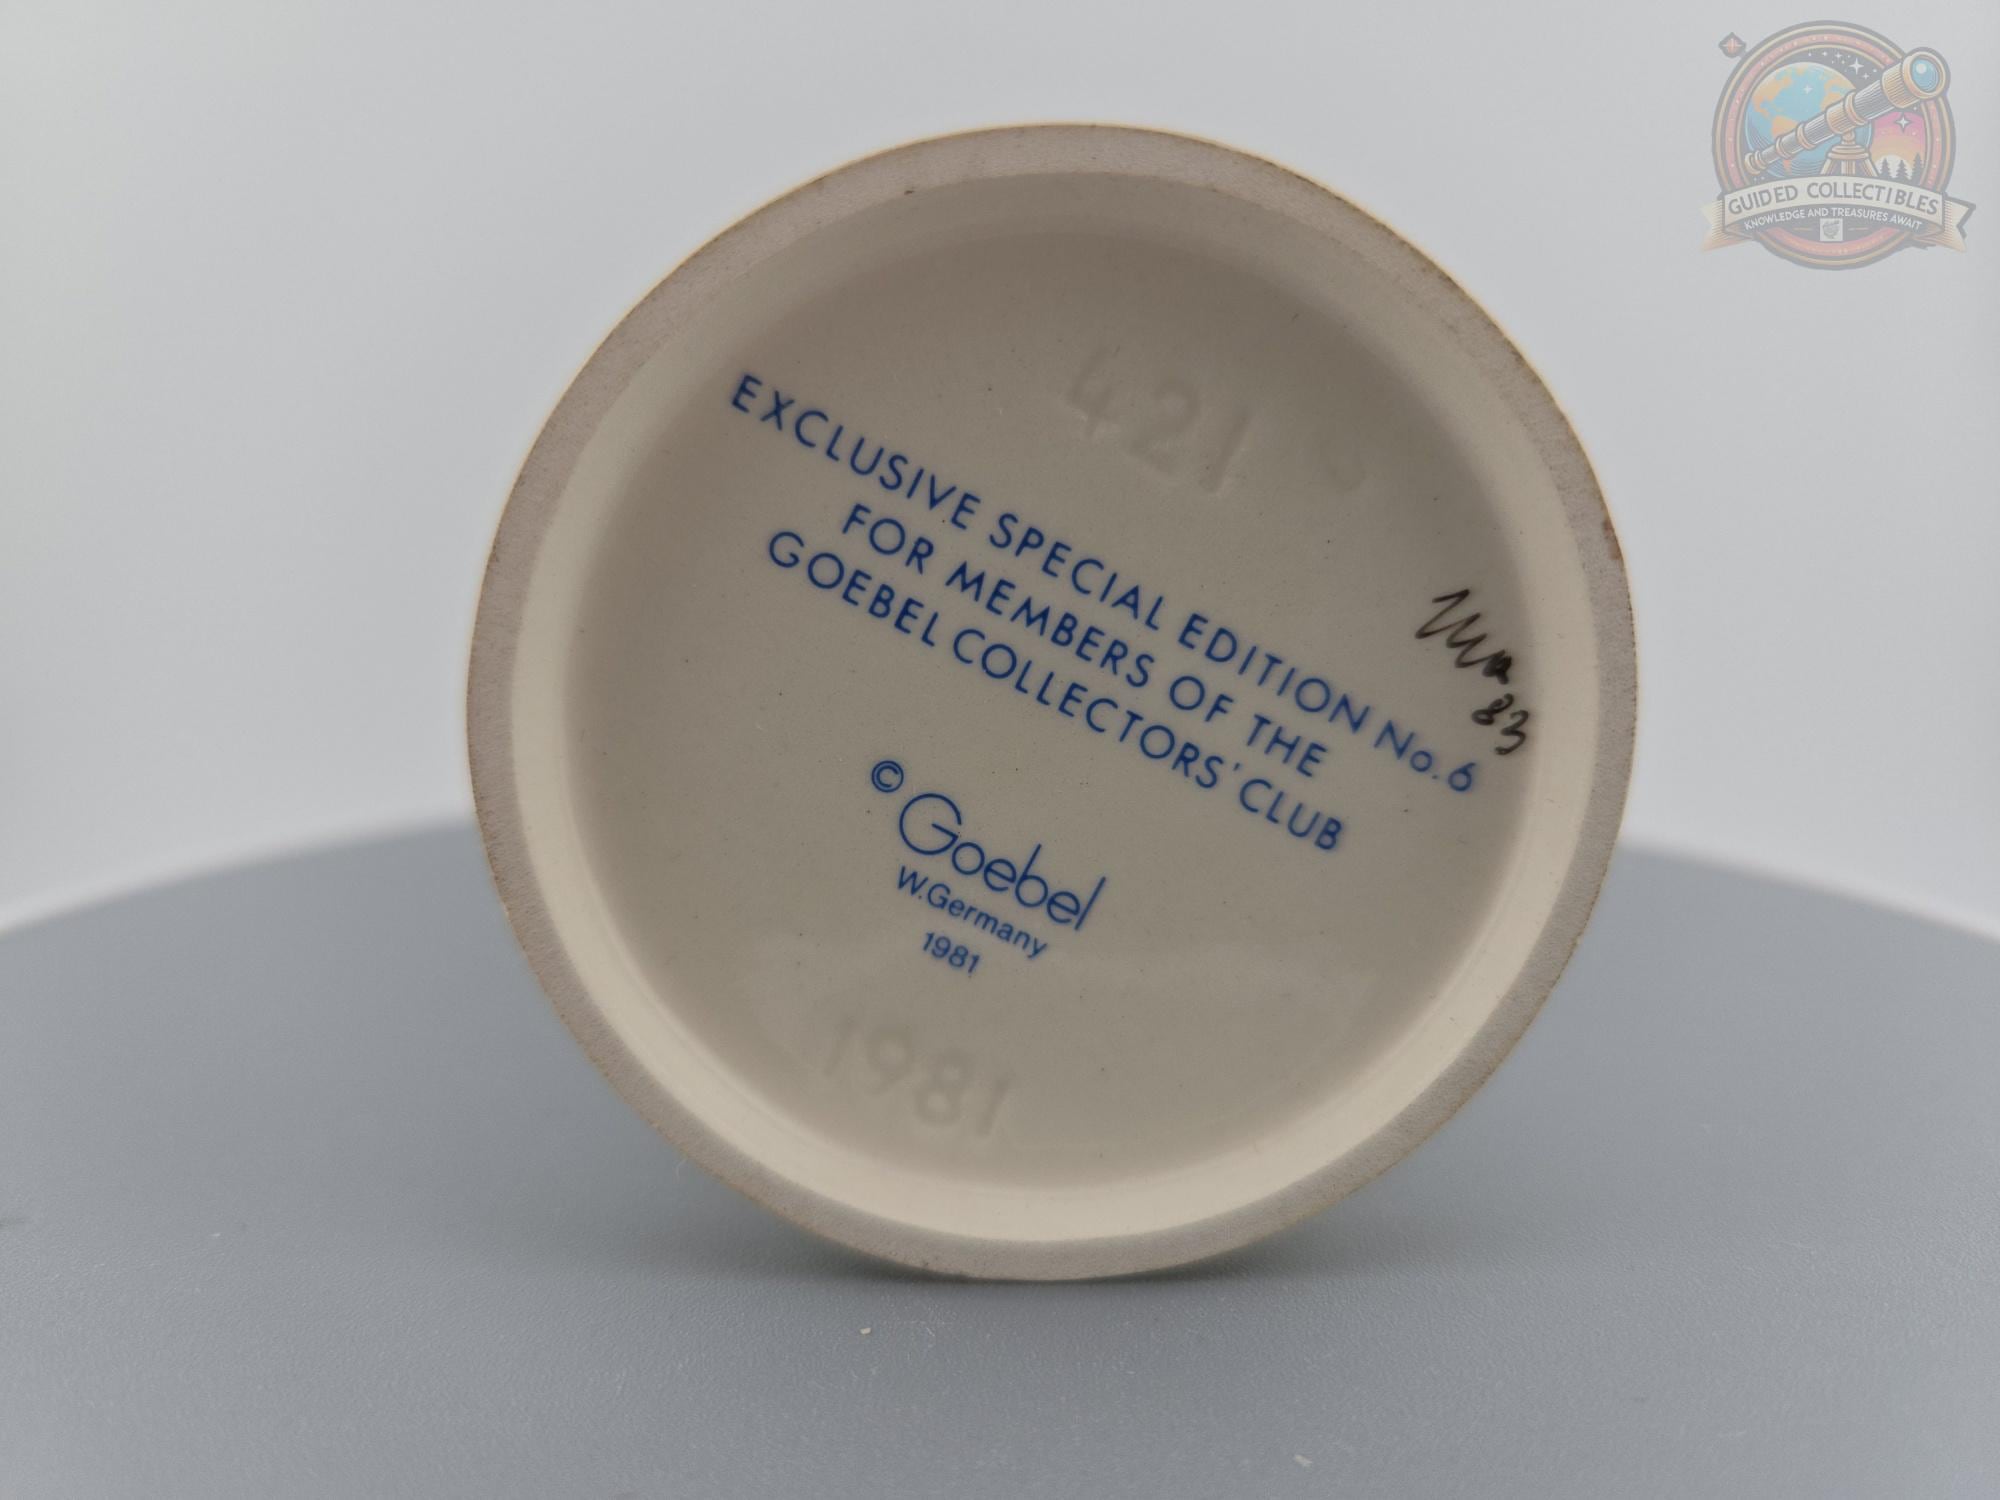 GUIDED COLLECTIBLES
KNOWLEDGE AND TREASURES AWAIT
421
EXCLUSIVE SPECIAL EDITION No. 6
FOR MEMBERS OF THE
GOEBEL COLLECTORS' CLUB
83
© Goebel
W.Germany
1981
1981